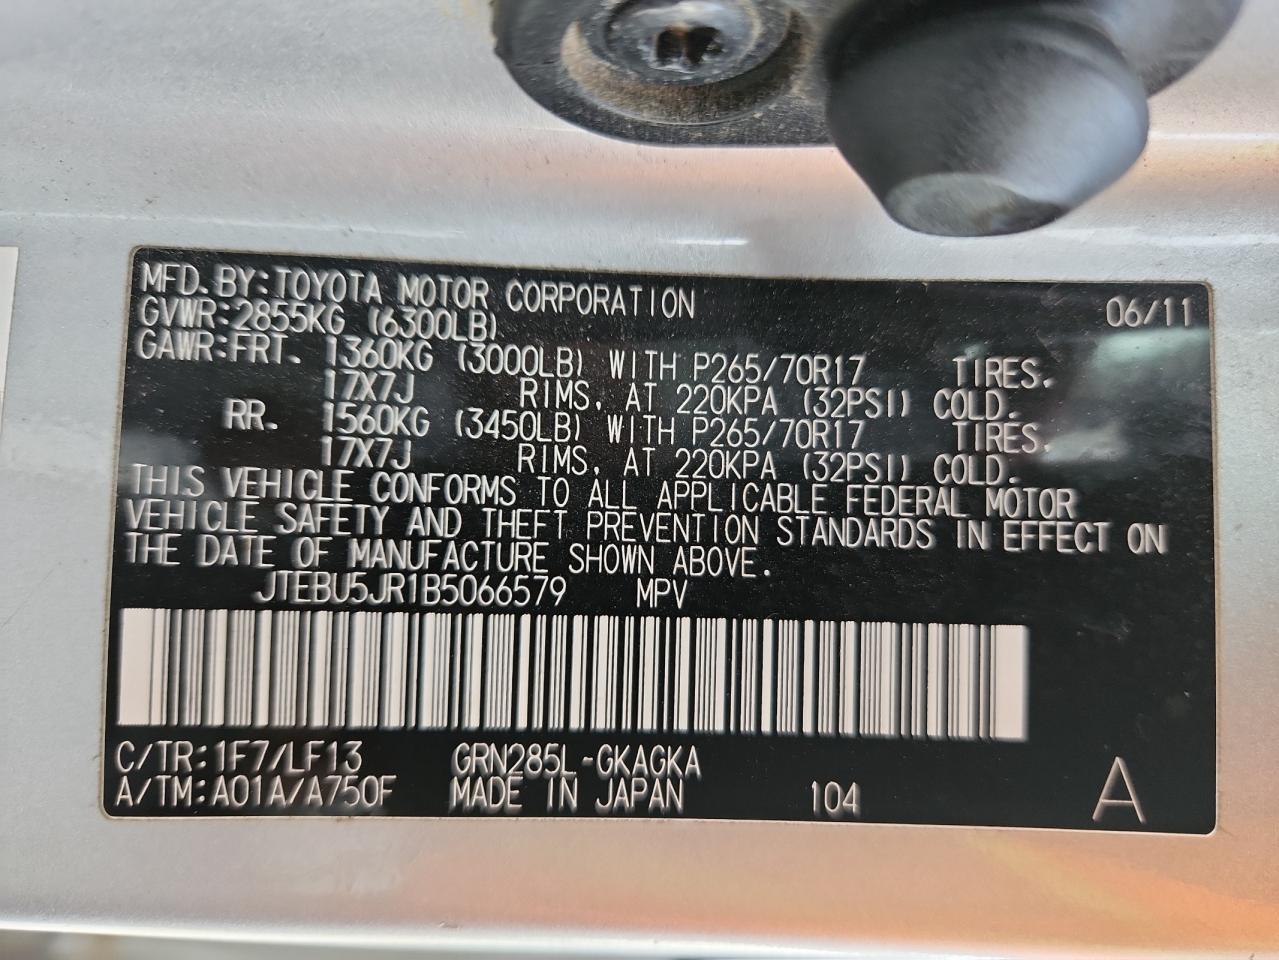 MFD. BY: TOYOTA MOTOR CORPORATION 06/11
GVWR: 2855KG (6300LB)
GAWR: FRT. 1360KG (3000LB) WITH P265/70R17 TIRES.
17X7J RIMS, AT 220KPA (32PSI) COLD.
RR. 1560KG (3450LB) WITH P265/70R17 TIRES.
17X7J RIMS, AT 220KPA (32PSI) COLD.
THIS VEHICLE CONFORMS TO ALL APPLICABLE FEDERAL MOTOR
VEHICLE SAFETY AND THEFT PREVENTION STANDARDS IN EFFECT ON
THE DATE OF MANUFACTURE SHOWN ABOVE.
JTEBU5JR1B5066579 MPV
C/TR: 1F7/LF13 GRN285L-GKAGKA
A/TM: A01A/A750F MADE IN JAPAN 104 A